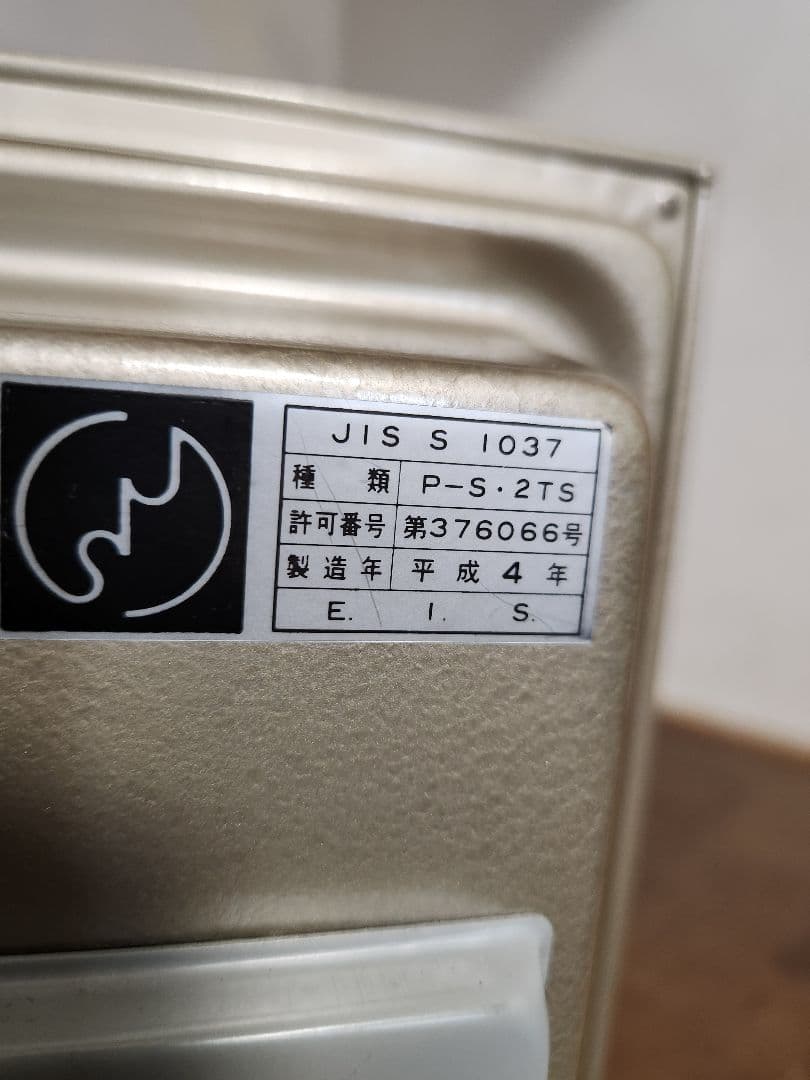 JIS S 1037
種類 P-S・2TS
許可番号 第376066号
製造年 平成4年
E. I. S.